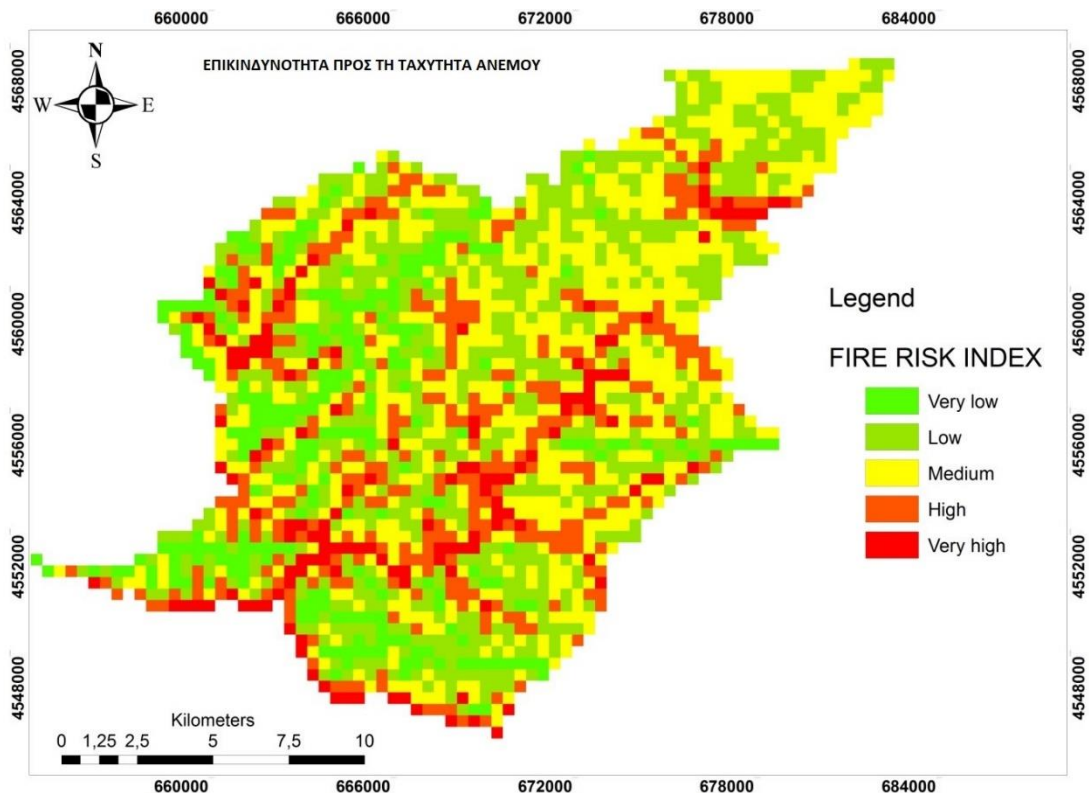 660000 666000 672000 678000 684000
ΕΠΙΚΙΝΔΥΝΟΤΗΤΑ ΠΡΟΣ ΤΗ ΤΑΧΥΤΗΤΑ ΑΝΕΜΟΥ
N
W E
S
4568000 4568000
4564000 4564000
4560000 4560000
4556000 4556000
4552000 4552000
4548000 4548000
Legend
FIRE RISK INDEX
Very low
Low
Medium
High
Very high
Kilometers
0 1,25 2,5 5 7,5 10
660000 666000 672000 678000 684000